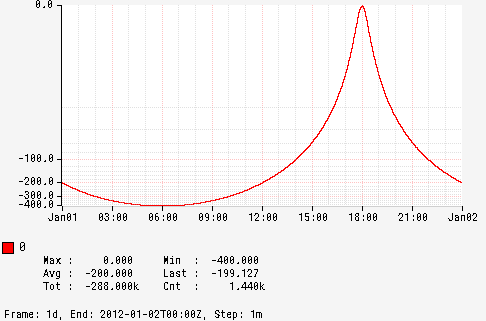 0.0
-100.0
-200.0
-300.0
-400.0
Jan01 03:00 06:00 09:00 12:00 15:00 18:00 21:00 Jan02
0
Max : 0.000 Min : -400.000
Avg : -200.000 Last : -199.127
Tot : -288.000k Cnt : 1.440k
Frame: 1d, End: 2012-01-02T00:00Z, Step: 1m